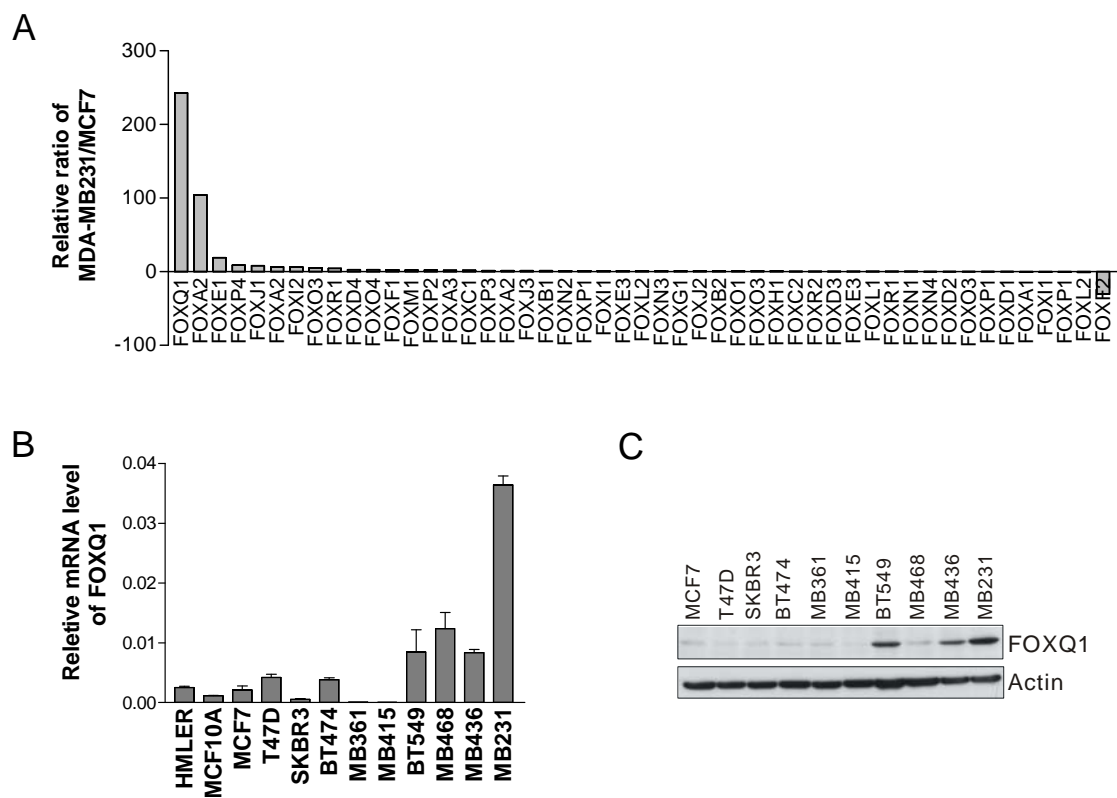 A
Relative ratio of
MDA-MB231/MCF7
300
200
100
0
-100
FOXQ1
FOXA2
FOXE1
FOXP4
FOXJ1
FOXA2
FOXI2
FOXO3
FOXR1
FOXD4
FOXO4
FOXF1
FOXM1
FOXP2
FOXA3
FOXC1
FOXP3
FOXA2
FOXJ3
FOXB1
FOXN2
FOXP1
FOXI1
FOXE3
FOXL2
FOXN3
FOXG1
FOXJ2
FOXB2
FOXO1
FOXO3
FOXH1
FOXC2
FOXR2
FOXD3
FOXE3
FOXL1
FOXR1
FOXNI1
FOXN4
FOXD2
FOXO3
FOXP1
FOXD1
FOXA1
FOXI1
FOXP1
FOXL2
FOXF2
B
Reletive mRNA level
of FOXQ1
0.04
0.03
0.02
0.01
0.00
HMLER
MCF10A
MCF7
T47D
SKBR3
BT474
MB361
MB415
BT549
MB468
MB436
MB231
C
MCF7
T47D
SKBR3
BT474
MB361
MB415
BT549
MB468
MB436
MB231
FOXQ1
Actin